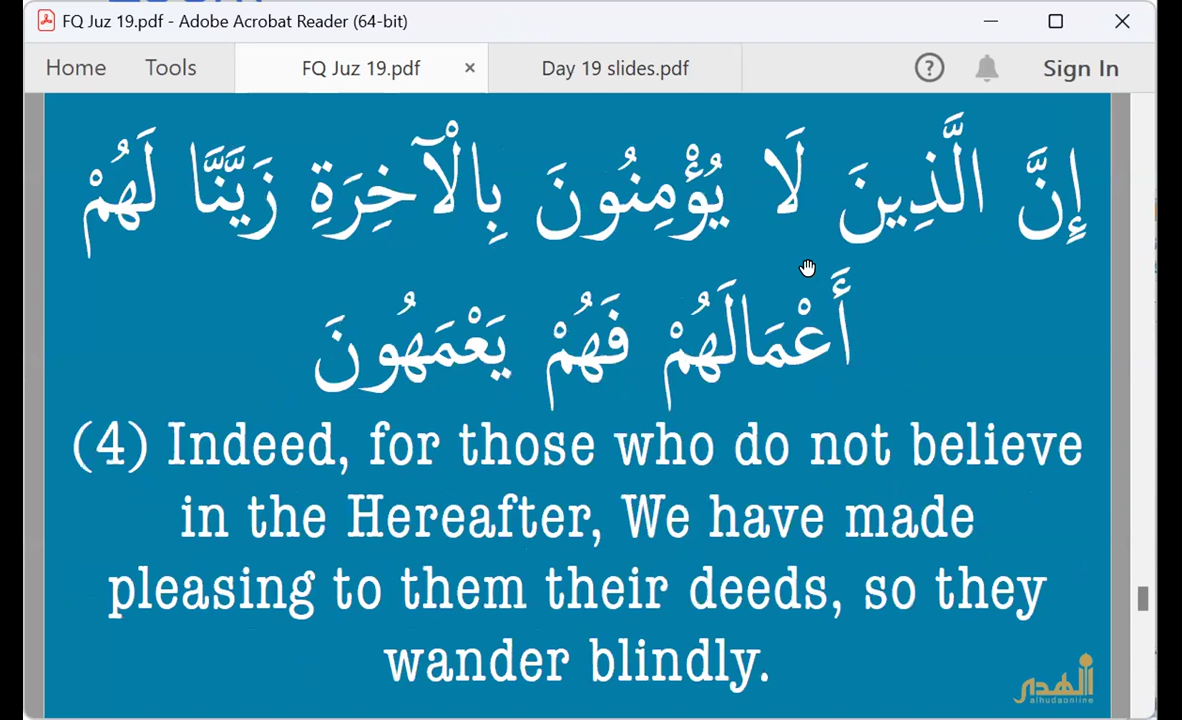 FQ Juz 19.pdf - Adobe Acrobat Reader (64-bit)
Home Tools FQ Juz 19.pdf × Day 19 slides.pdf ? Sign In
إِنَّ الَّذِينَ لَا يُؤْمِنُونَ بِالْآخِرَةِ زَيَّنَّا لَهُمْ
أَعْمَالَهُمْ فَهُمْ يَعْمَهُونَ
(4) Indeed, for those who do not believe
in the Hereafter, We have made
pleasing to them their deeds, so they
wander blindly.
الهدى
alhudaonline